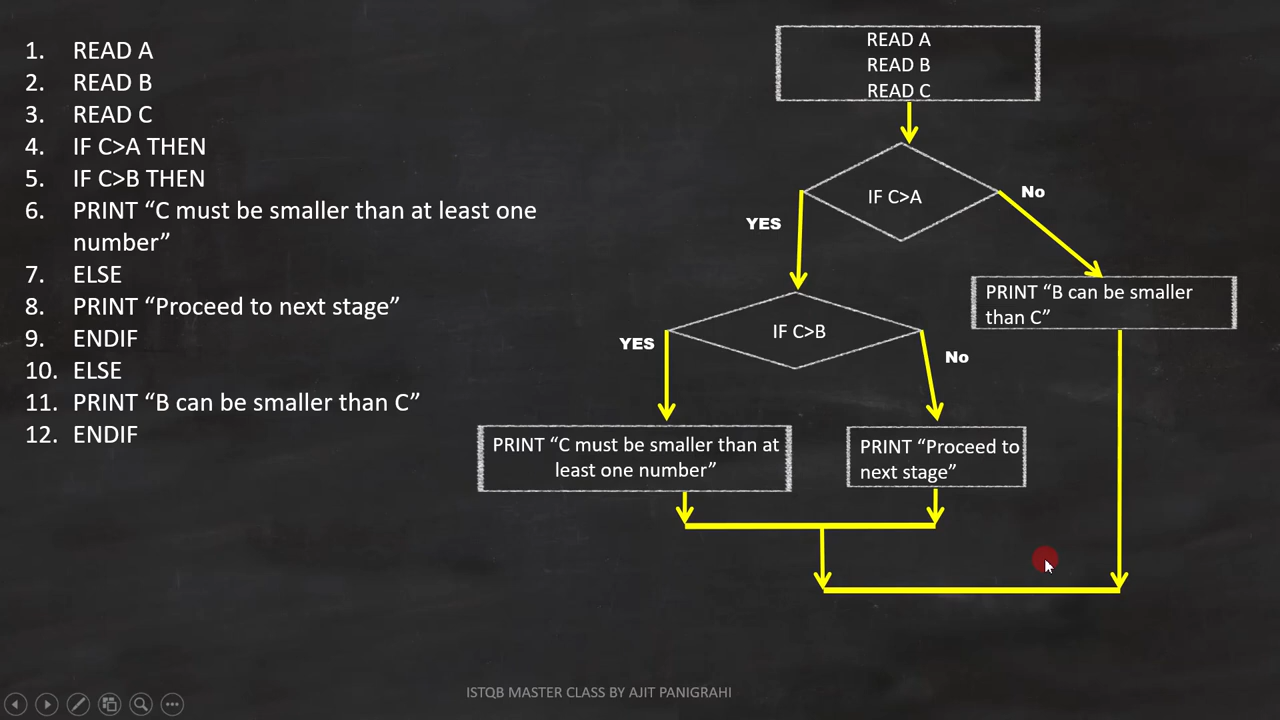 1. READ A
2. READ B
3. READ C
4. IF C>A THEN
5. IF C>B THEN
6. PRINT “C must be smaller than at least one
number”
7. ELSE
8. PRINT “Proceed to next stage”
9. ENDIF
10. ELSE
11. PRINT “B can be smaller than C”
12. ENDIF
READ A
READ B
READ C
IF C>A
No
YES
PRINT “B can be smaller
than C”
IF C>B
YES
No
PRINT “C must be smaller than at
least one number”
PRINT “Proceed to
next stage”
ISTQB MASTER CLASS BY AJIT PANIGRAHI